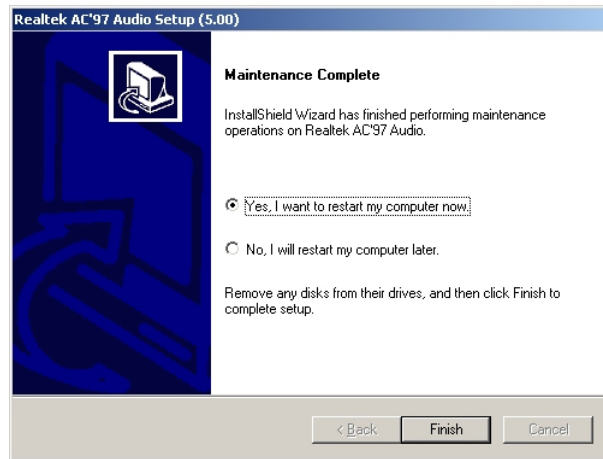 Realtek AC'97 Audio Setup (5.00)
Maintenance Complete
InstallShield Wizard has finished performing maintenance
operations on Realtek AC'97 Audio.
Yes, I want to restart my computer now.
No, I will restart my computer later.
Remove any disks from their drives, and then click Finish to
complete setup.
< Back Finish Cancel